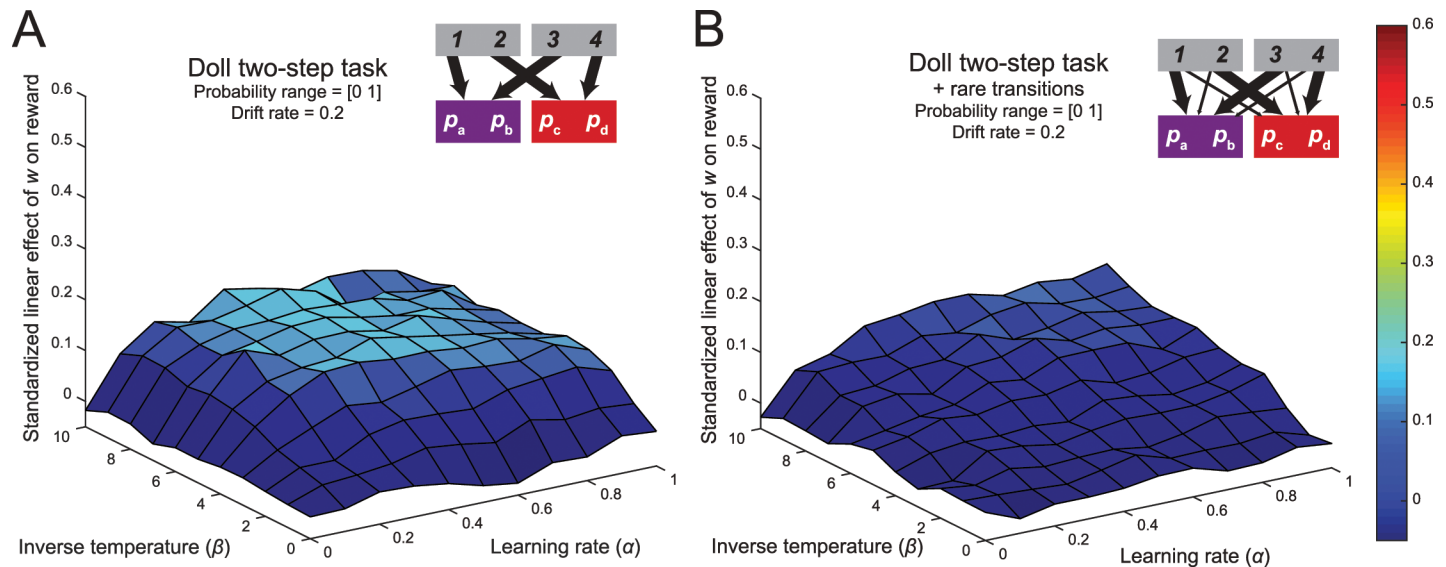 A
Doll two-step task
Probability range = [0 1]
Drift rate = 0.2
1 2 3 4
pa pb pc pd
Standardized linear effect of w on reward
0.6
0.5
0.4
0.3
0.2
0.1
0
10
8
6
4
2
0
Inverse temperature (β)
0
0.2
0.4
0.6
0.8
1
Learning rate (α)
B
Doll two-step task
+ rare transitions
Probability range = [0 1]
Drift rate = 0.2
1 2 3 4
pa pb pc pd
Standardized linear effect of w on reward
0.6
0.5
0.4
0.3
0.2
0.1
0
10
8
6
4
2
0
Inverse temperature (β)
0
0.2
0.4
0.6
0.8
1
Learning rate (α)
0.6
0.5
0.4
0.3
0.2
0.1
0